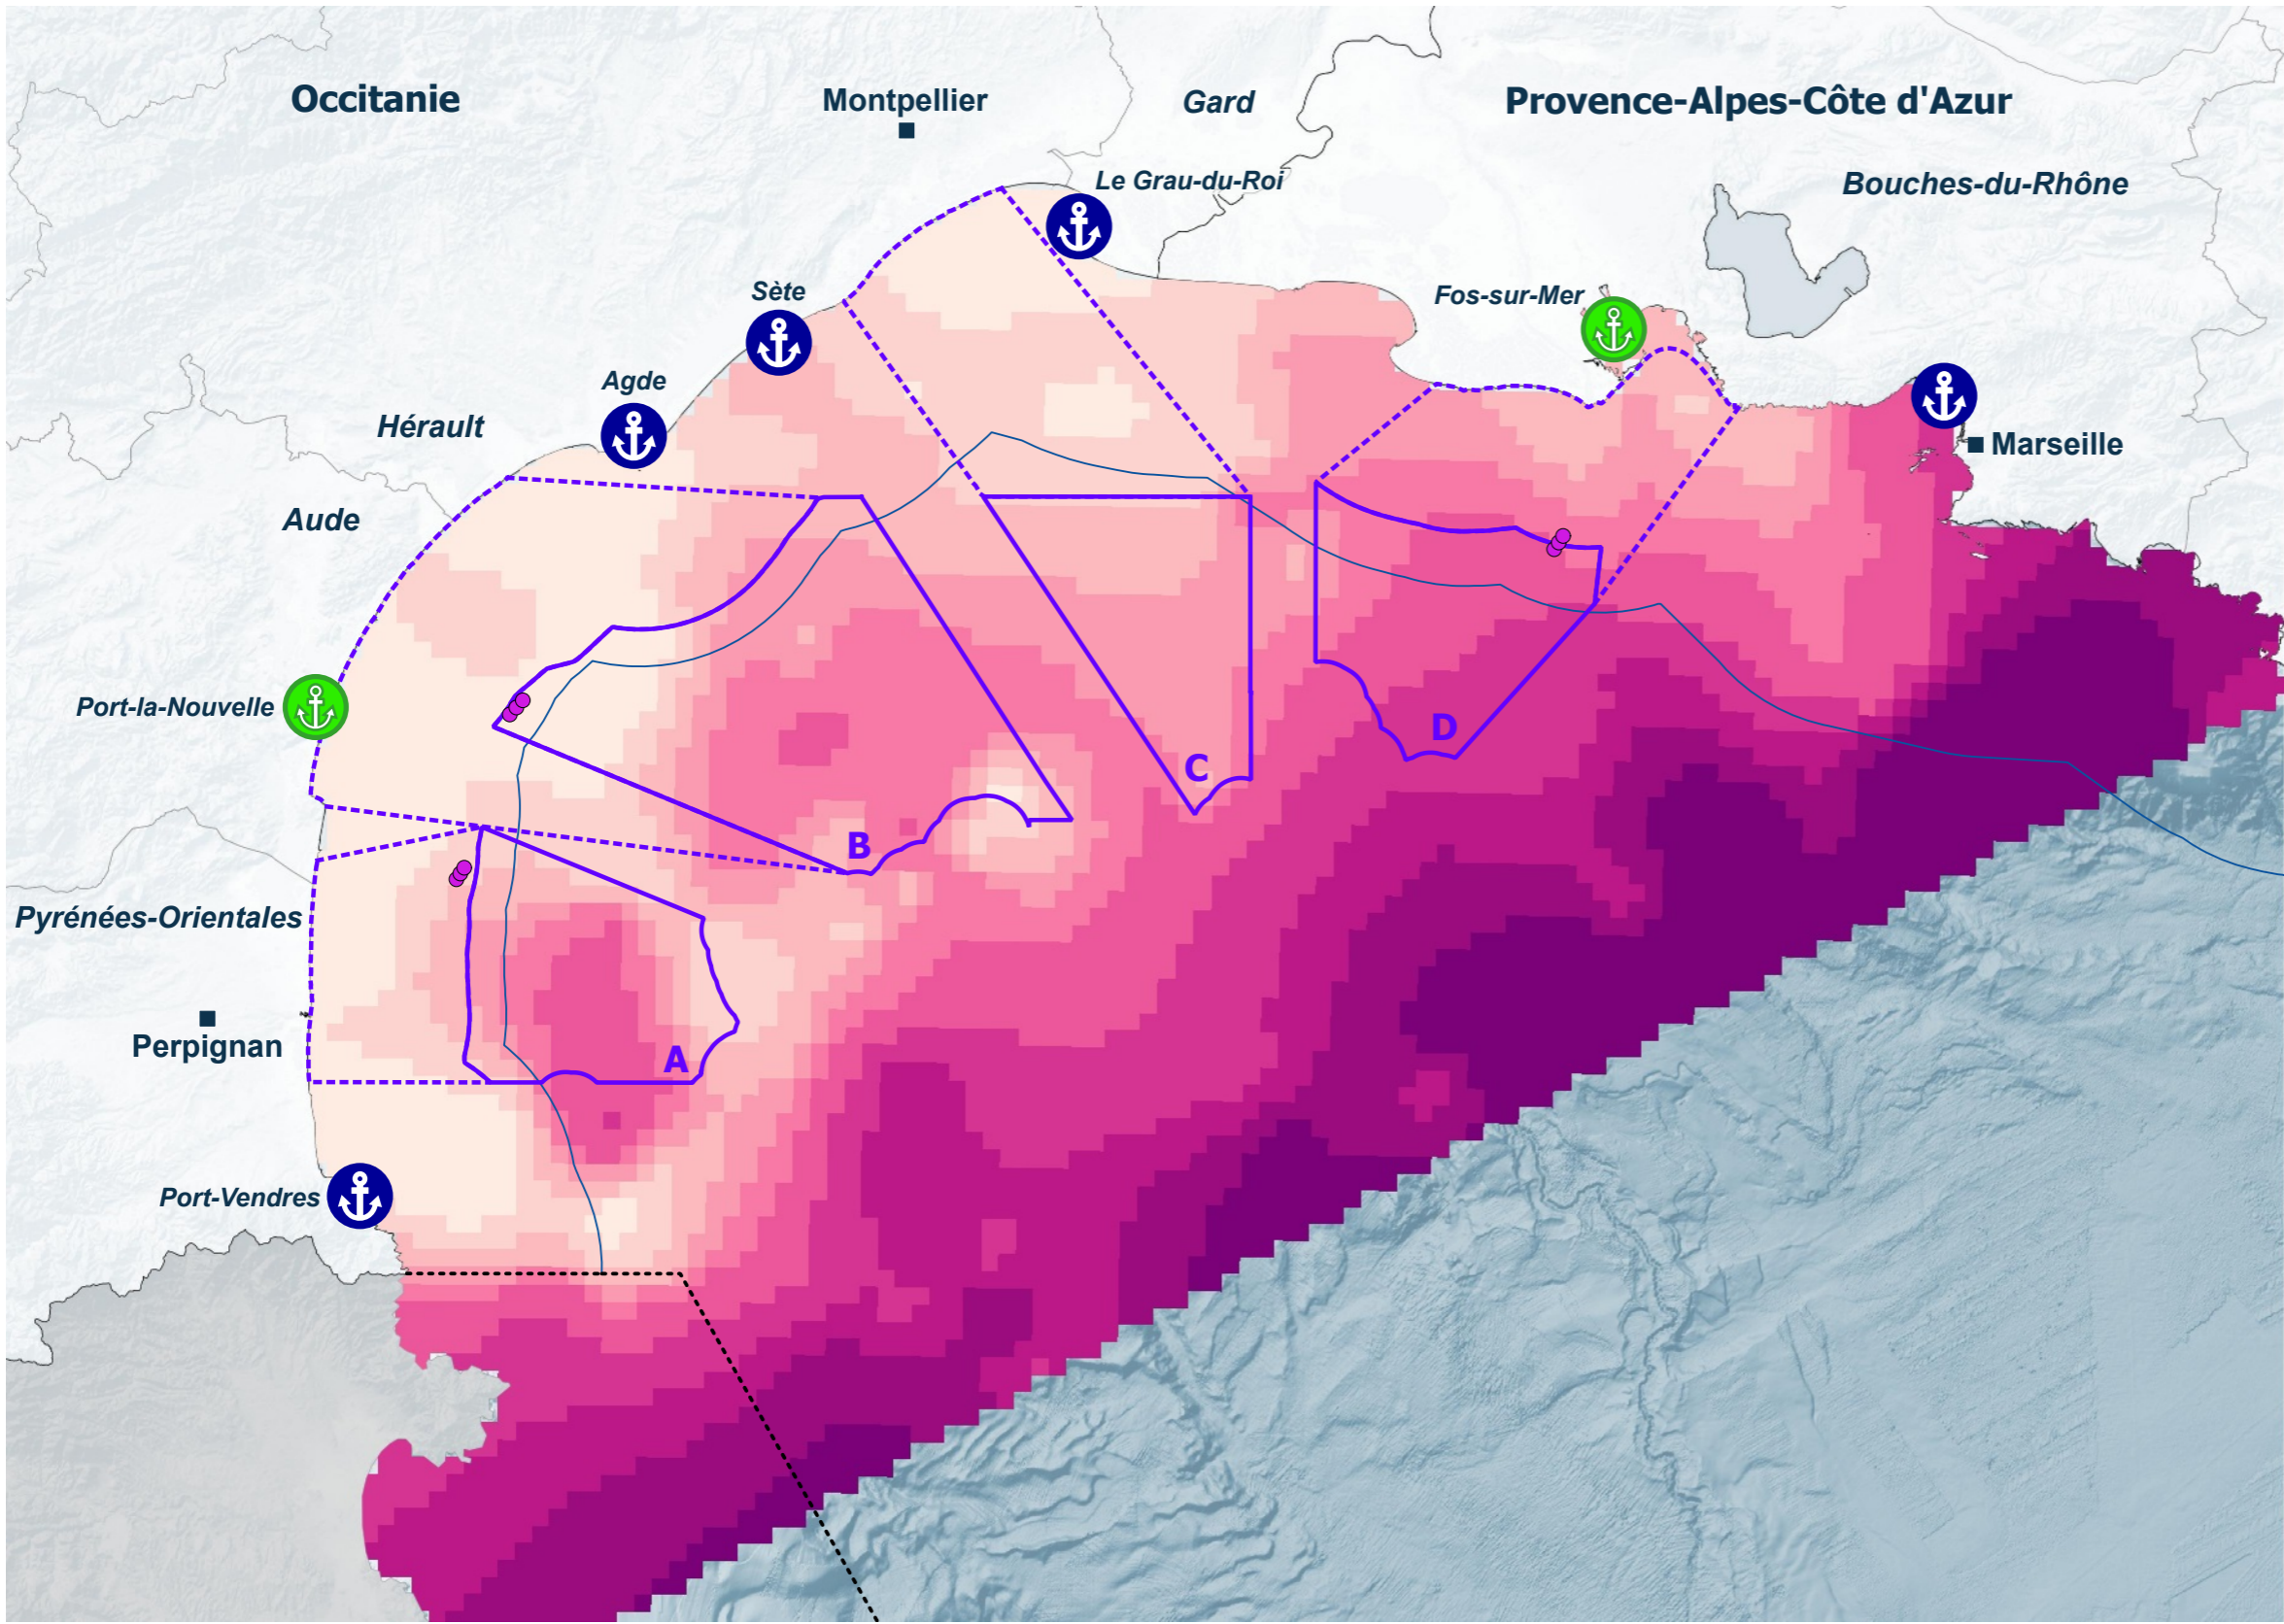 Occitanie
Montpellier
Gard
Provence-Alpes-Côte d'Azur
Le Grau-du-Roi
Bouches-du-Rhône
Sète
Fos-sur-Mer
Agde
Hérault
Marseille
Aude
Port-la-Nouvelle
D
C
B
Pyrénées-Orientales
Perpignan
A
Port-Vendres